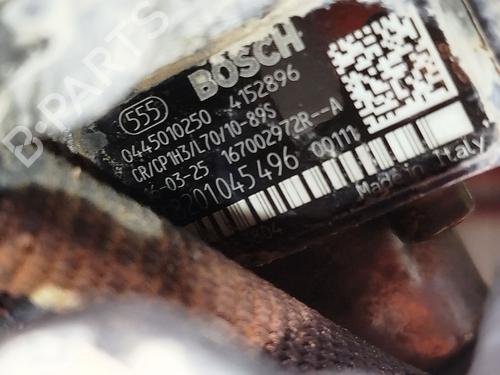 BOSCH
555
0445010250 4152896
CR/CP1H3/L70/10-89S
-03-25 167002972R--A
8201045496 00111
Made in Italy
B-PARTS